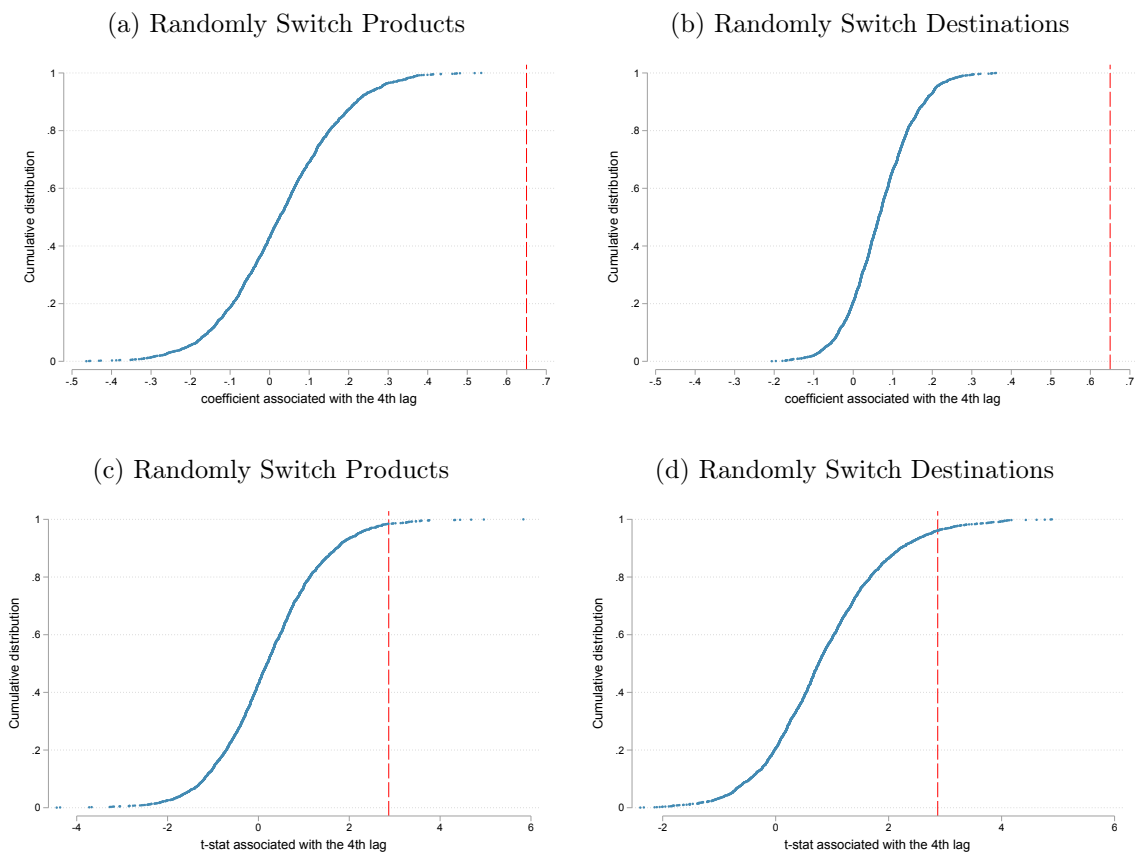 (a) Randomly Switch Products
1
.8
.6
.4
.2
0
Cumulative distribution
-.5 -.4 -.3 -.2 -.1 0 .1 .2 .3 .4 .5 .6 .7
coefficient associated with the 4th lag
(b) Randomly Switch Destinations
1
.8
.6
.4
.2
0
Cumulative distribution
-.5 -.4 -.3 -.2 -.1 0 .1 .2 .3 .4 .5 .6 .7
coefficient associated with the 4th lag
(c) Randomly Switch Products
1
.8
.6
.4
.2
0
Cumulative distribution
-4 -2 0 2 4 6
t-stat associated with the 4th lag
(d) Randomly Switch Destinations
1
.8
.6
.4
.2
0
Cumulative distribution
-2 0 2 4 6
t-stat associated with the 4th lag